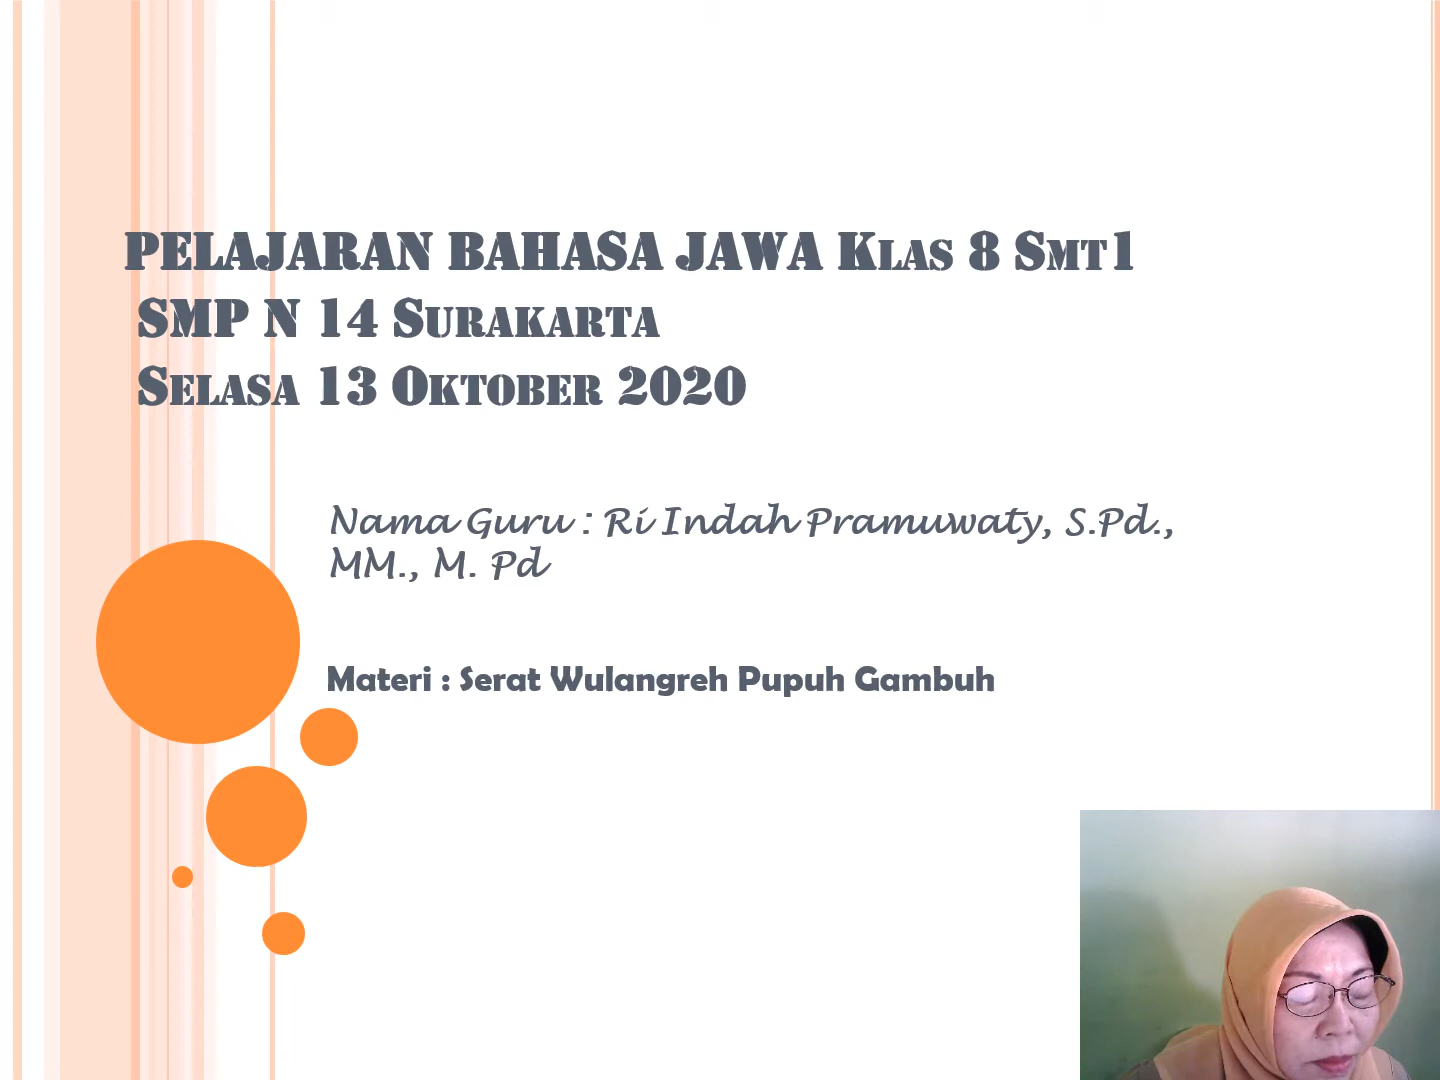 PELAJARAN BAHASA JAWA KLAS 8 SMT1
SMP N 14 SURAKARTA
SELASA 13 OKTOBER 2020
Nama Guru : Ri Indah Pramuwaty, S.Pd.,
MM., M. Pd
Materi : Serat Wulangreh Pupuh Gambuh